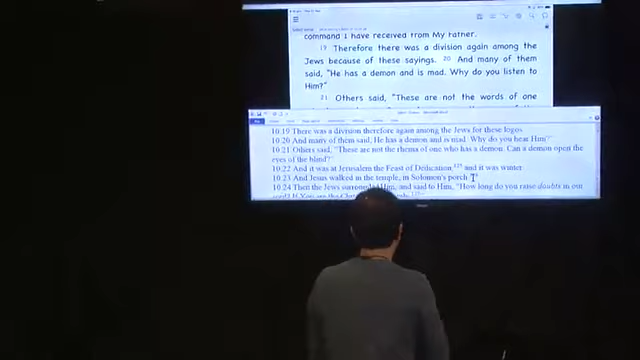 command I have received from My Father.
19 Therefore there was a division again among the
Jews because of these sayings. 20 And many of them
said, "He has a demon and is mad. Why do you listen to
Him?"
21 Others said, "These are not the words of one
10:19 There was a division therefore again among the Jews for these logos
10:20 And many of them said, He has a demon and is mad. Why do you hear Him?"
10:21 Others said, "These are not the rhema of one who has a demon. Can a demon open the
eyes of the blind?"
10:22 And it was at Jerusalem the Feast of Dedication, and it was winter
10:23 And Jesus walked in the temple, in Solomon's porch
10:24 Then the Jews Him, and said to Him, "How long do you raise doubts in our
If You are the